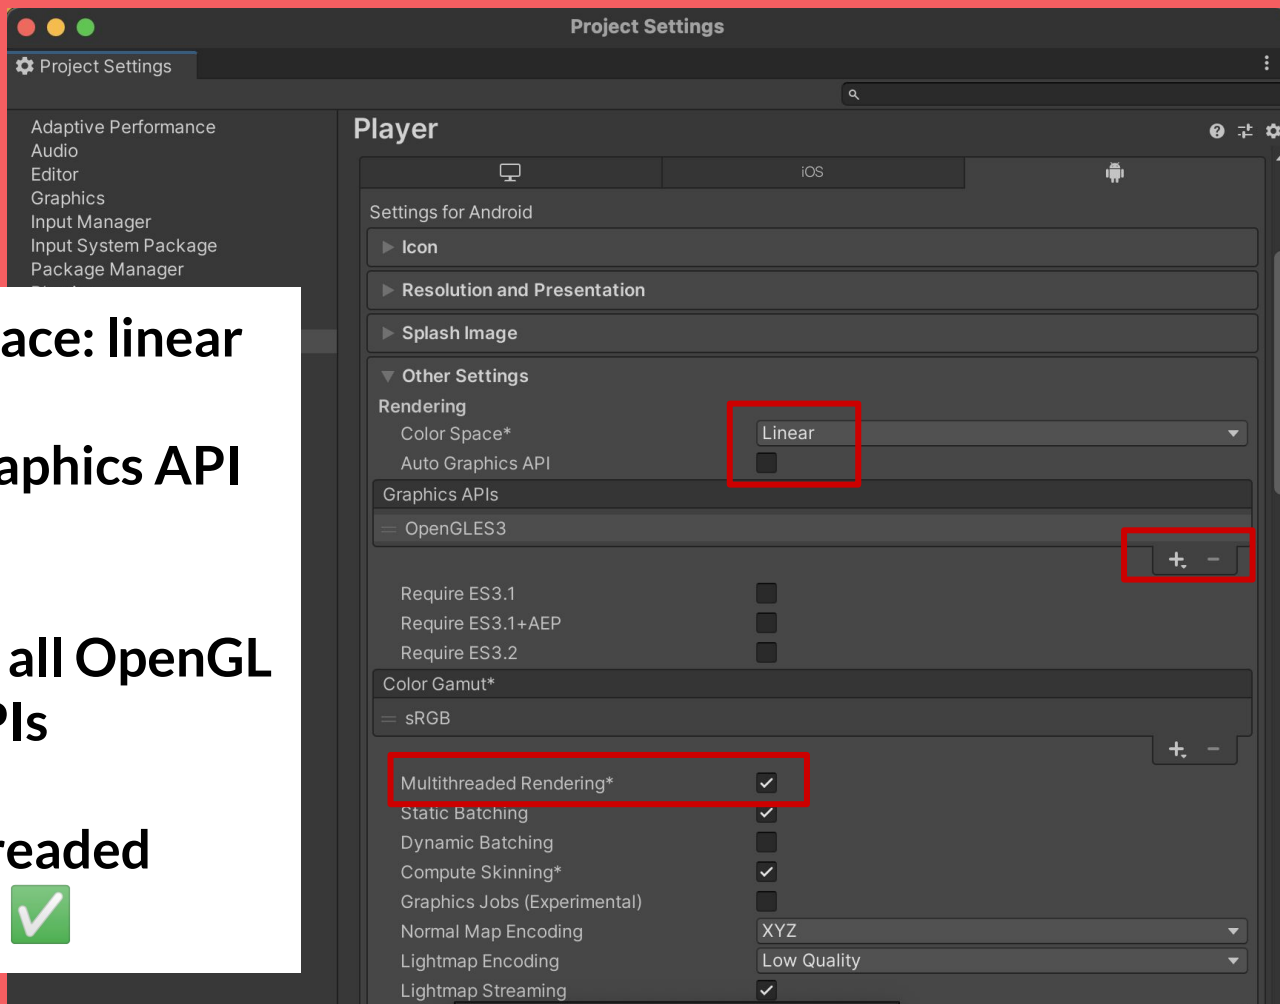 Project Settings
Project Settings
Adaptive Performance
Audio
Editor
Graphics
Input Manager
Input System Package
Package Manager
Player
iOS
Settings for Android
Icon
Resolution and Presentation
Splash Image
Other Settings
Rendering
Color Space*
Linear
Auto Graphics API
Graphics APIs
OpenGLES3
Require ES3.1
Require ES3.1+AEP
Require ES3.2
Color Gamut*
sRGB
Multithreaded Rendering*
Static Batching
Dynamic Batching
Compute Skinning*
Graphics Jobs (Experimental)
Normal Map Encoding
XYZ
Lightmap Encoding
Low Quality
Lightmap Streaming
ace: linear
aphics API
all OpenGL
PIs
readed